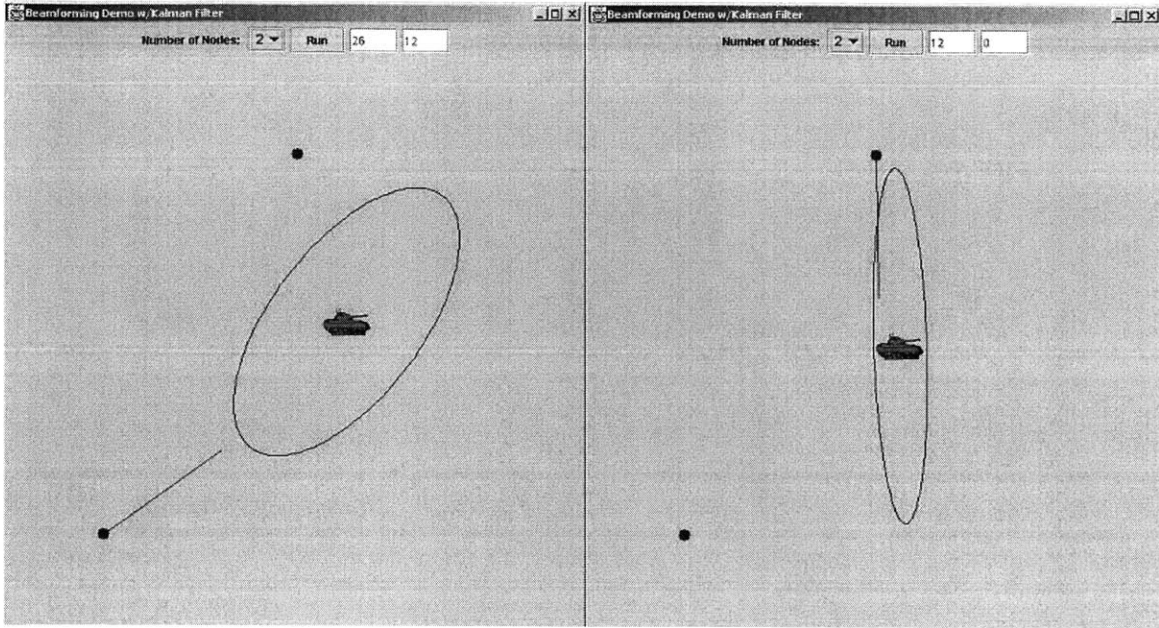 Beamforming Demo w/Kalman Filter
Number of Nodes: 2 Run 26 12
Beamforming Demo w/Kalman Filter
Number of Nodes: 2 Run 12 0